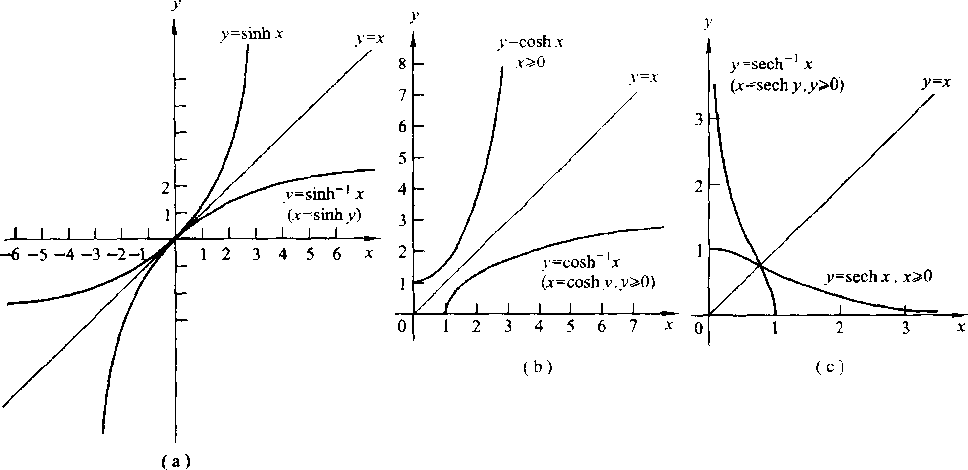 y
y=sinh x
y=x
2
1
y=sinh⁻¹ x
(x=sinh y)
-6 -5 -4 -3 -2 -1 1 2 3 4 5 6 x
(a)
y
y=cosh x
x≥0
y=x
8
7
6
5
4
3
2
1
y=cosh⁻¹x
(x=cosh y, y≥0)
0 1 2 3 4 5 6 7 x
(b)
y
y=sech⁻¹ x
(x=sech y, y≥0)
y=x
3
2
1
y=sech x, x≥0
0 1 2 3 x
(c)